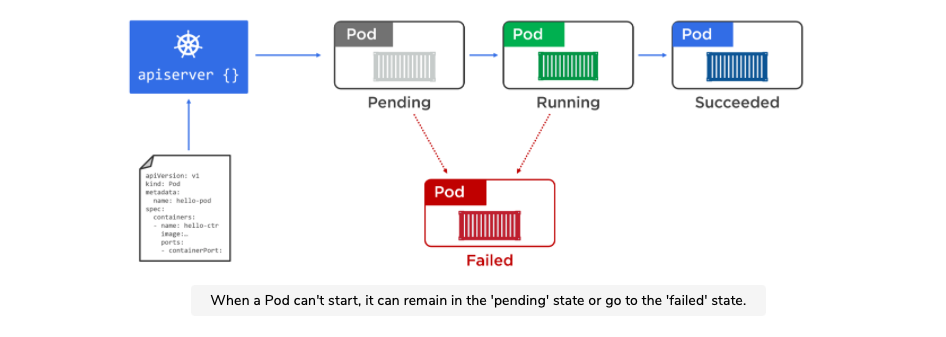 apiserver {}
Pod
Pending
Pod
Running
Pod
Succeeded
apiVersion: v1
kind: Pod
metadata:
name: hello-pod
spec:
containers:
- name: hello-ctr
image:…
ports:
- containerPort:
Pod
Failed
When a Pod can't start, it can remain in the 'pending' state or go to the 'failed' state.